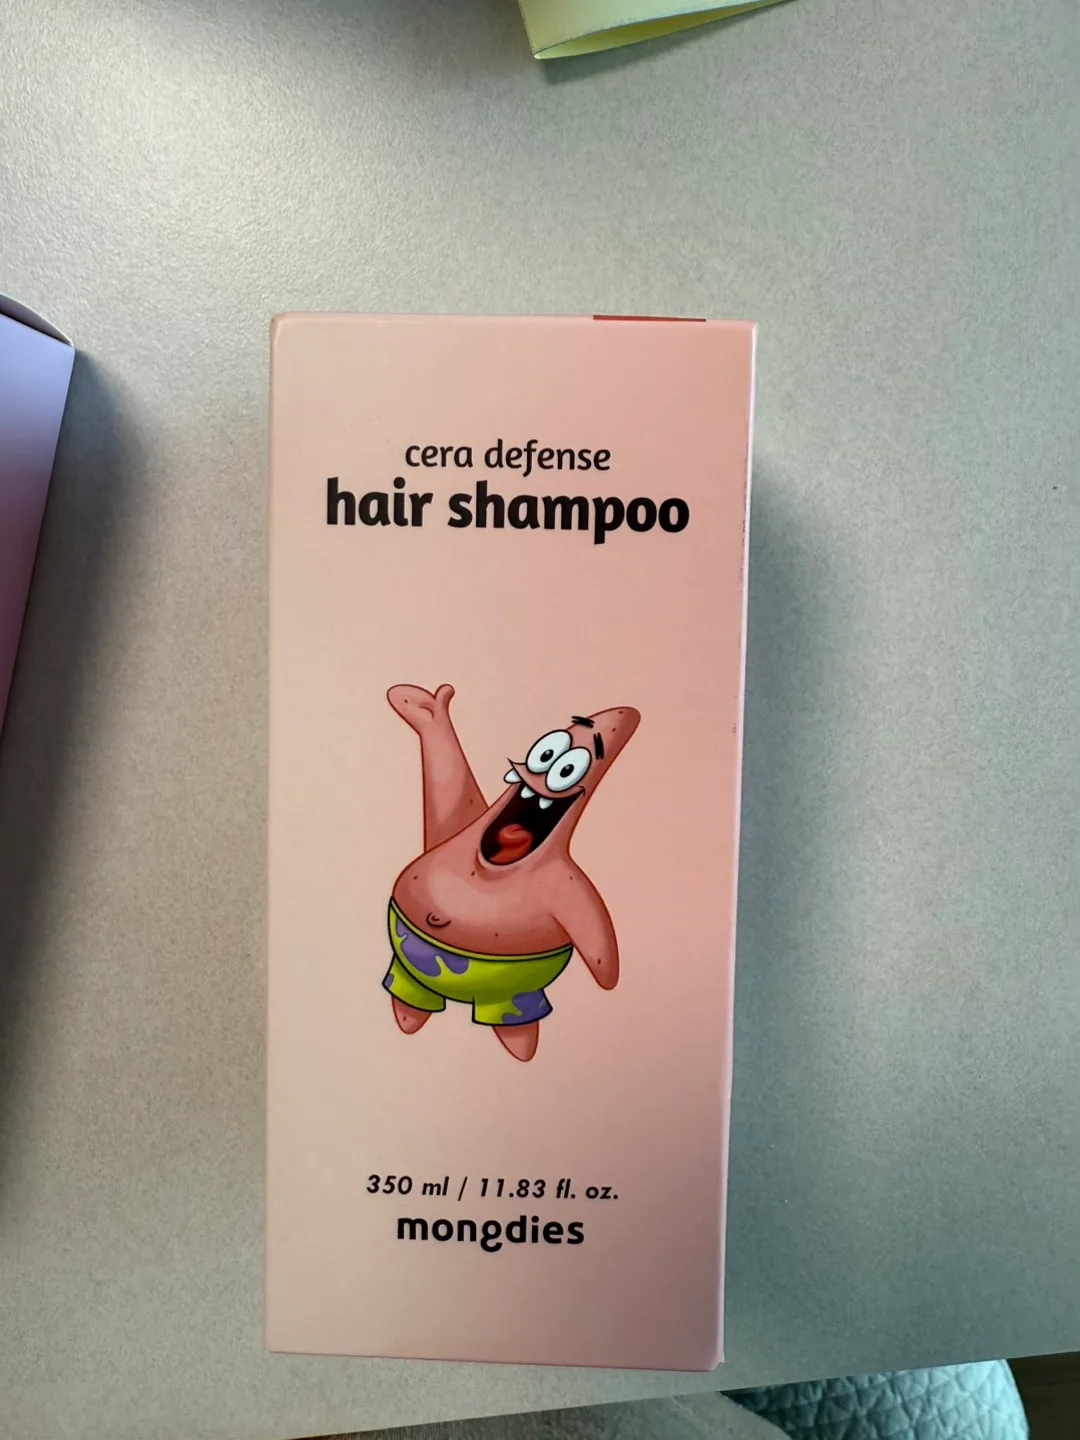 cera defense
hair shampoo
350 ml / 11.83 fl. oz.
mongdies